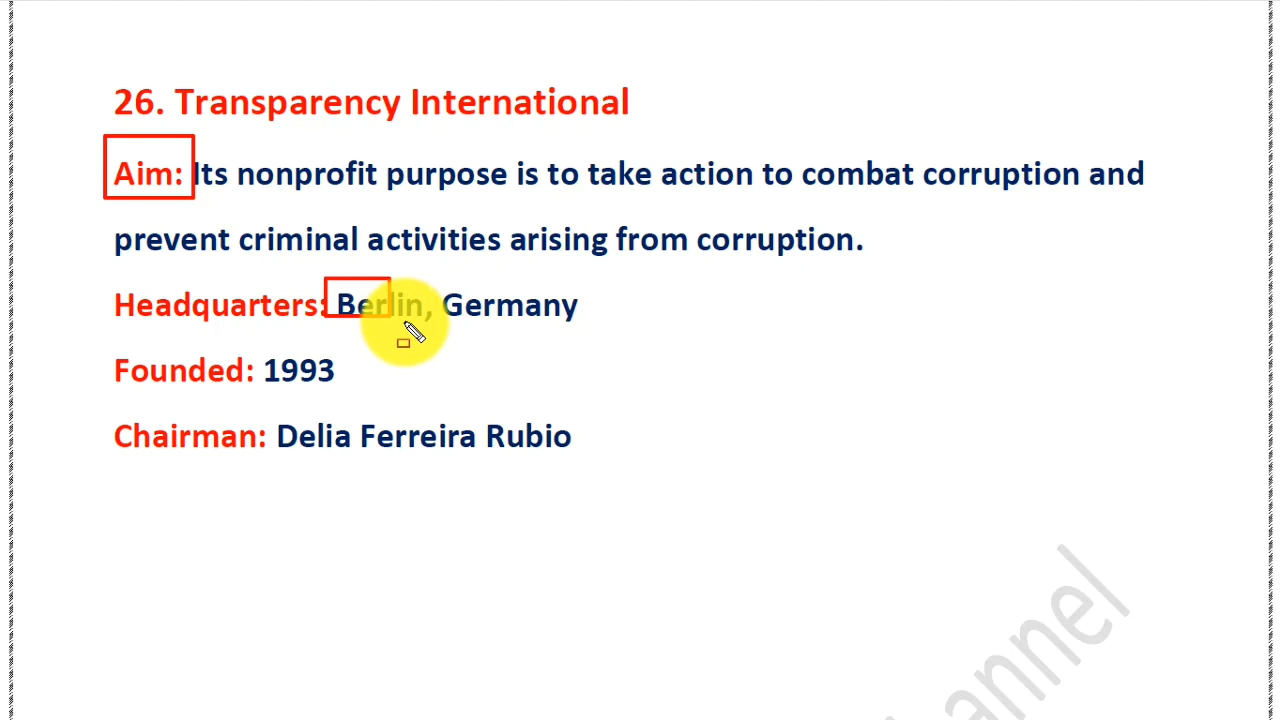 26. Transparency International
Aim: Its nonprofit purpose is to take action to combat corruption and
prevent criminal activities arising from corruption.
Headquarters: Berlin, Germany
Founded: 1993
Chairman: Delia Ferreira Rubio